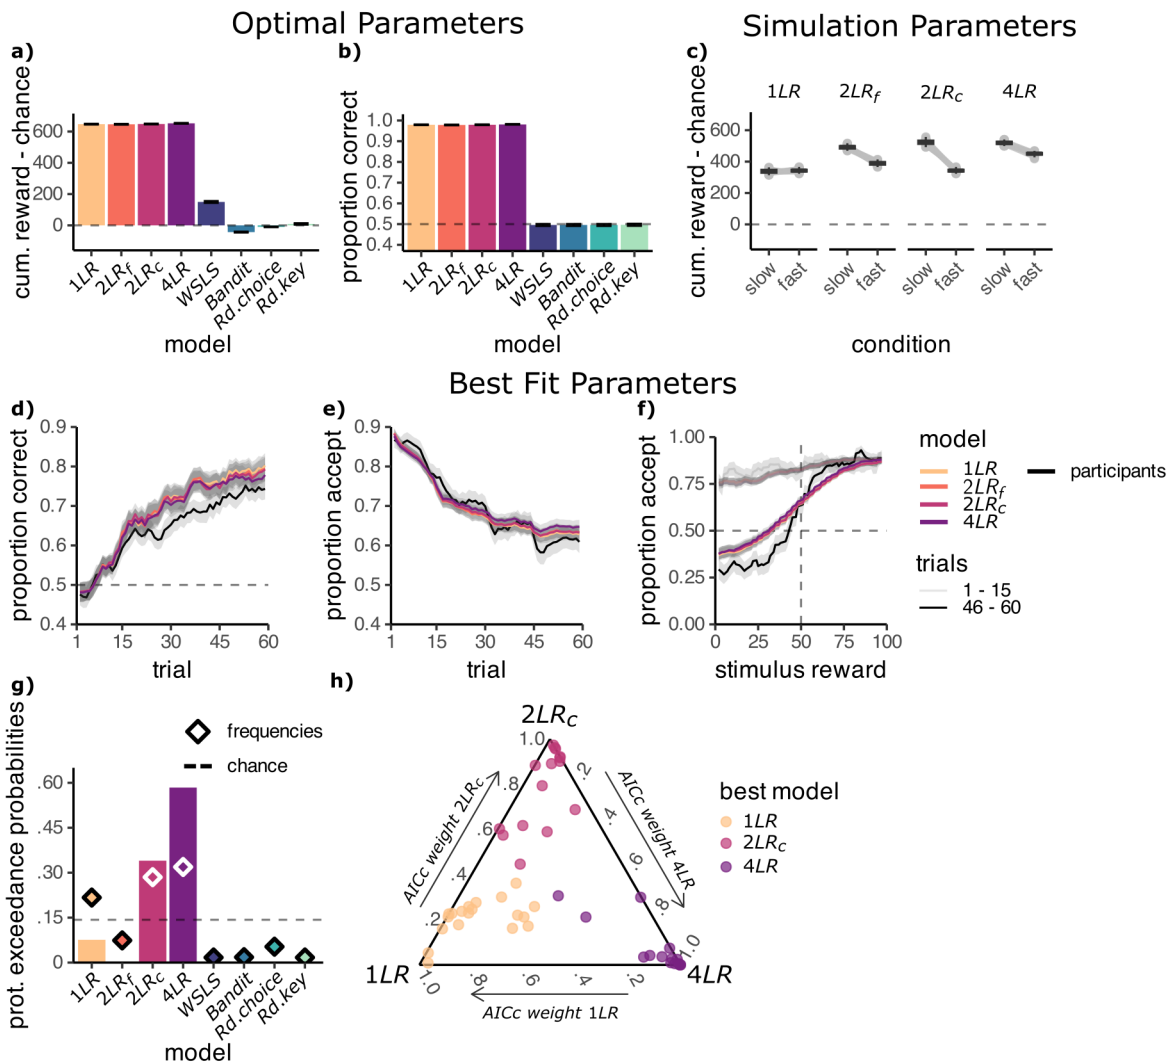 Optimal Parameters
Simulation Parameters
a)
cum. reward - chance
600
400
200
0
1LR
2LRf
2LRc
4LR
WSLS
Bandit
Rd.choice
Rd.key
model
b)
proportion correct
1.0
0.9
0.8
0.7
0.6
0.5
0.4
1LR
2LRf
2LRc
4LR
WSLS
Bandit
Rd.choice
Rd.key
model
c)
cum. reward - chance
1LR
2LRf
2LRc
4LR
600
400
200
0
slow
fast
slow
fast
slow
fast
slow
fast
condition
Best Fit Parameters
d)
proportion correct
0.9
0.8
0.7
0.6
0.5
0.4
1
15
30
45
60
trial
e)
proportion accept
0.9
0.8
0.7
0.6
0.5
0.4
1
15
30
45
60
trial
f)
proportion accept
1.00
0.75
0.50
0.25
0.00
0
25
50
75
100
stimulus reward
model
1LR
2LRf
2LRc
4LR
participants
trials
1 - 15
46 - 60
g)
prot. exceedance probabilities
frequencies
chance
.60
.45
.30
.15
0
1LR
2LRf
2LRc
4LR
WSLS
Bandit
Rd.choice
Rd.key
model
h)
2LRc
1.0
.8
.6
.4
.2
AICc weight 2LRc
.2
.4
.6
.8
1.0
AICc weight 4LR
1LR
4LR
1.0
.8
.6
.4
.2
AICc weight 1LR
best model
1LR
2LRc
4LR